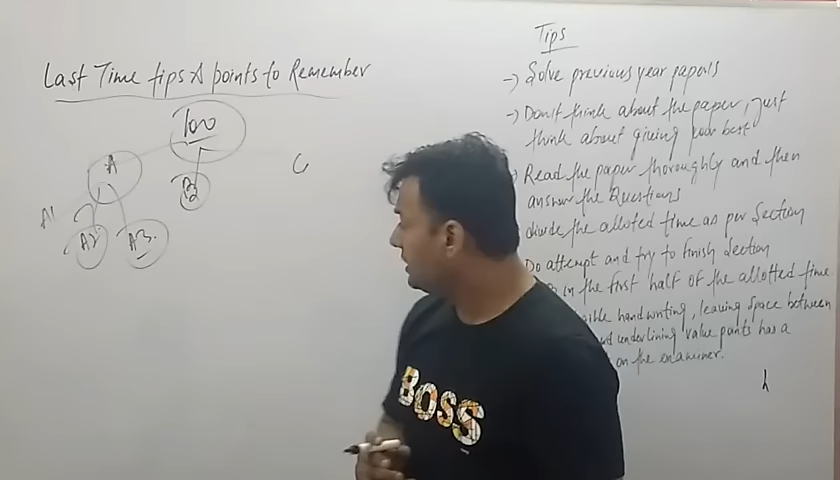 Last Time tips & points to Remember
Too
A
B
A1
A2
A3.
C
Tips
-) Solve previous year papers
-) Don't think about the paper, just
think about giving your best
Read the paper thoroughly and then
answer the Questions
divide the alloted time as per Section
Do attempt and try to finish Section
in the first half of the allotted time
handwriting, leaving space between
underlining value points has a
on the examiner.
BOSS